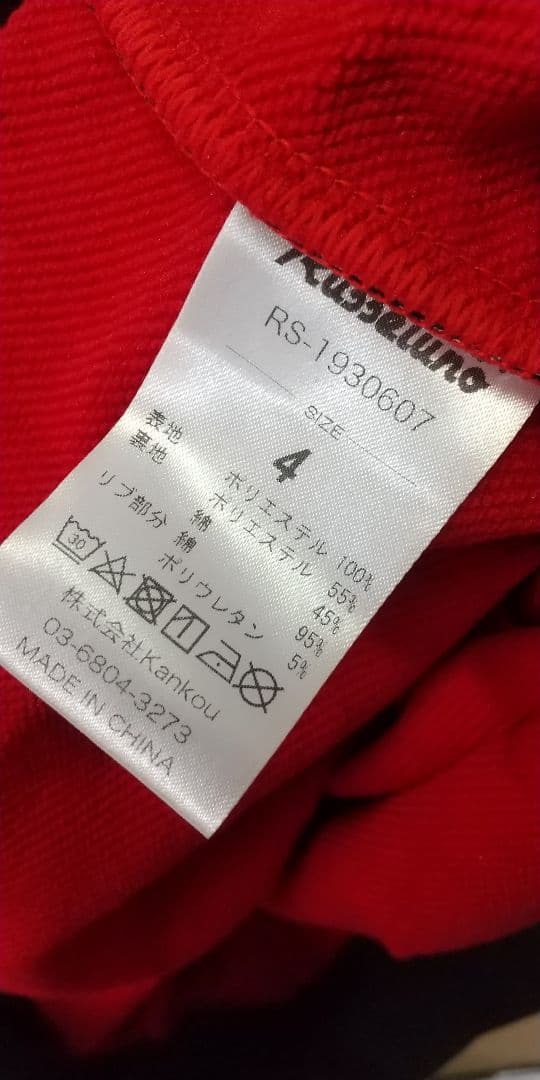 Russeluno
RS-1930607
SIZE
4
表地 ポリエステル 100%
裏地 綿 55%
ポリエステル 45%
リブ部分 綿 95%
ポリウレタン 5%
30
株式会社Kankou
03-6804-3273
MADE IN CHINA